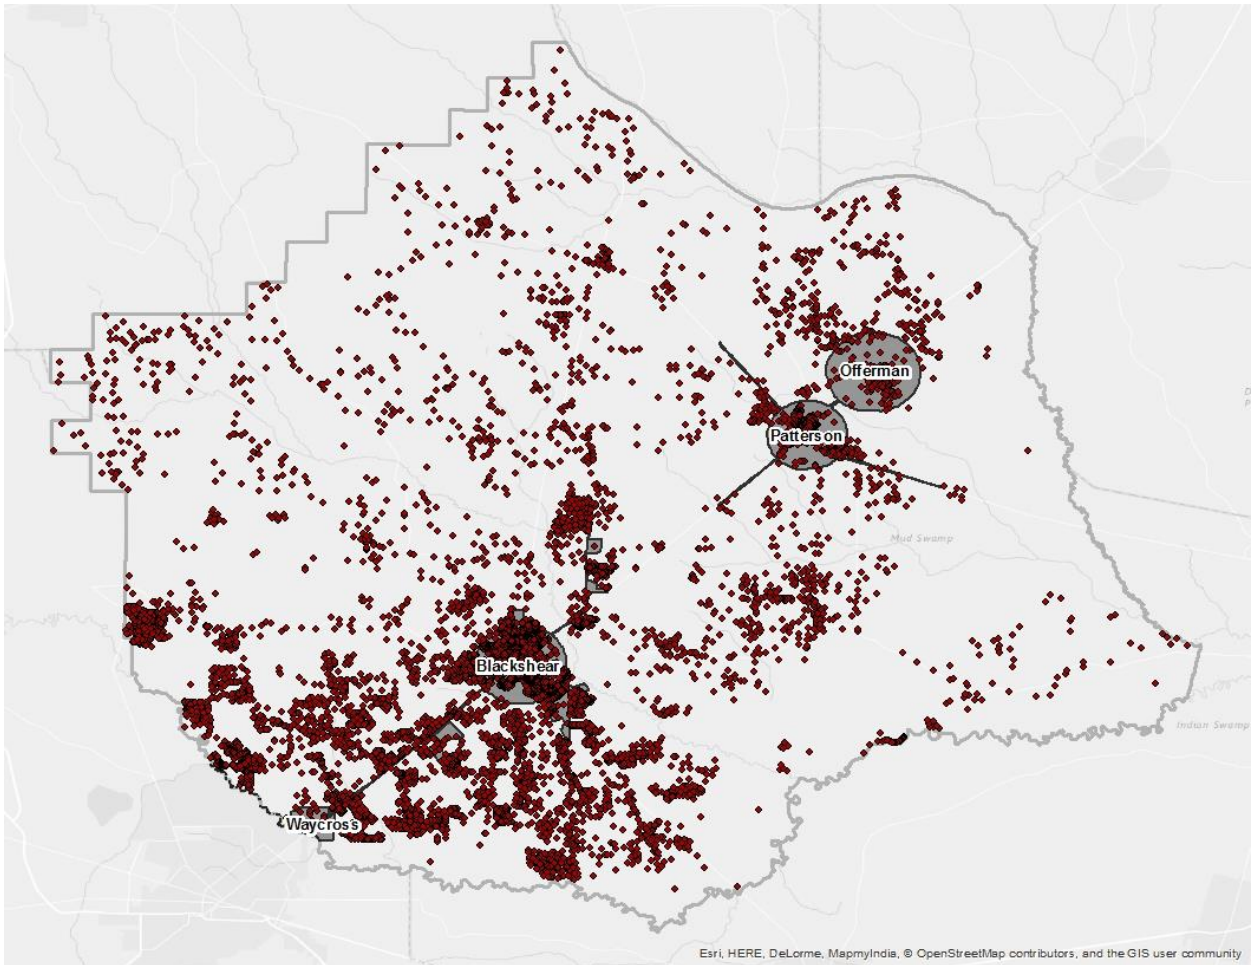 Offerman
Patterson
Mud Swamp
Blackshear
Indian Swamp
Waycross
Esri, HERE, DeLorme, MapmyIndia, © OpenStreetMap contributors, and the GIS user community